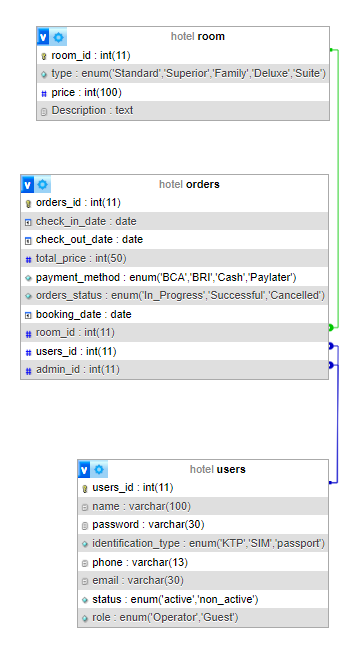 v hotel room
room_id : int(11)
type : enum('Standard','Superior','Family','Deluxe','Suite')
# price : int(100)
Description : text
v hotel orders
orders_id : int(11)
check_in_date : date
check_out_date : date
# total_price : int(50)
payment_method : enum('BCA','BRI','Cash','Paylater')
orders_status : enum('In_Progress','Successful','Cancelled')
booking_date : date
# room_id : int(11)
# users_id : int(11)
# admin_id : int(11)
v hotel users
users_id : int(11)
name : varchar(100)
password : varchar(30)
identification_type : enum('KTP','SIM','passport')
phone : varchar(13)
email : varchar(30)
status : enum('active','non_active')
role : enum('Operator','Guest')